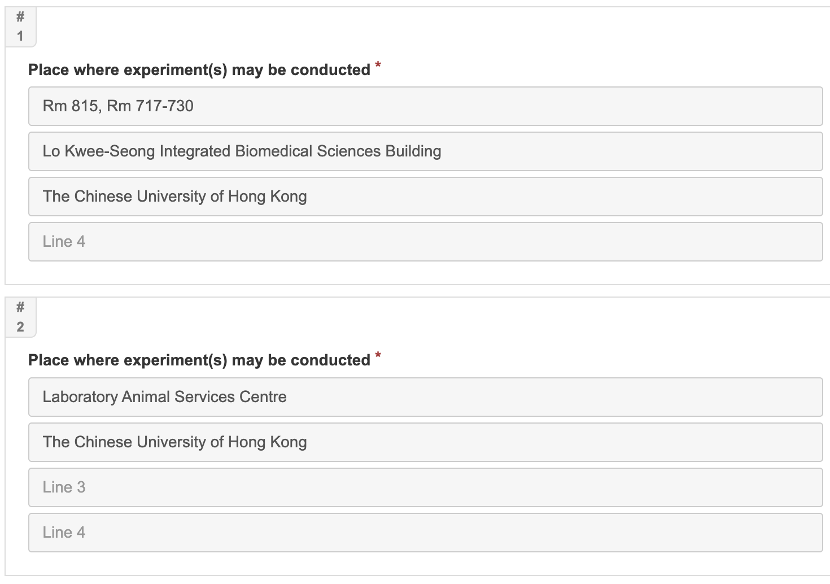 #
1
Place where experiment(s) may be conducted *
Rm 815, Rm 717-730
Lo Kwee-Seong Integrated Biomedical Sciences Building
The Chinese University of Hong Kong
Line 4
#
2
Place where experiment(s) may be conducted *
Laboratory Animal Services Centre
The Chinese University of Hong Kong
Line 3
Line 4